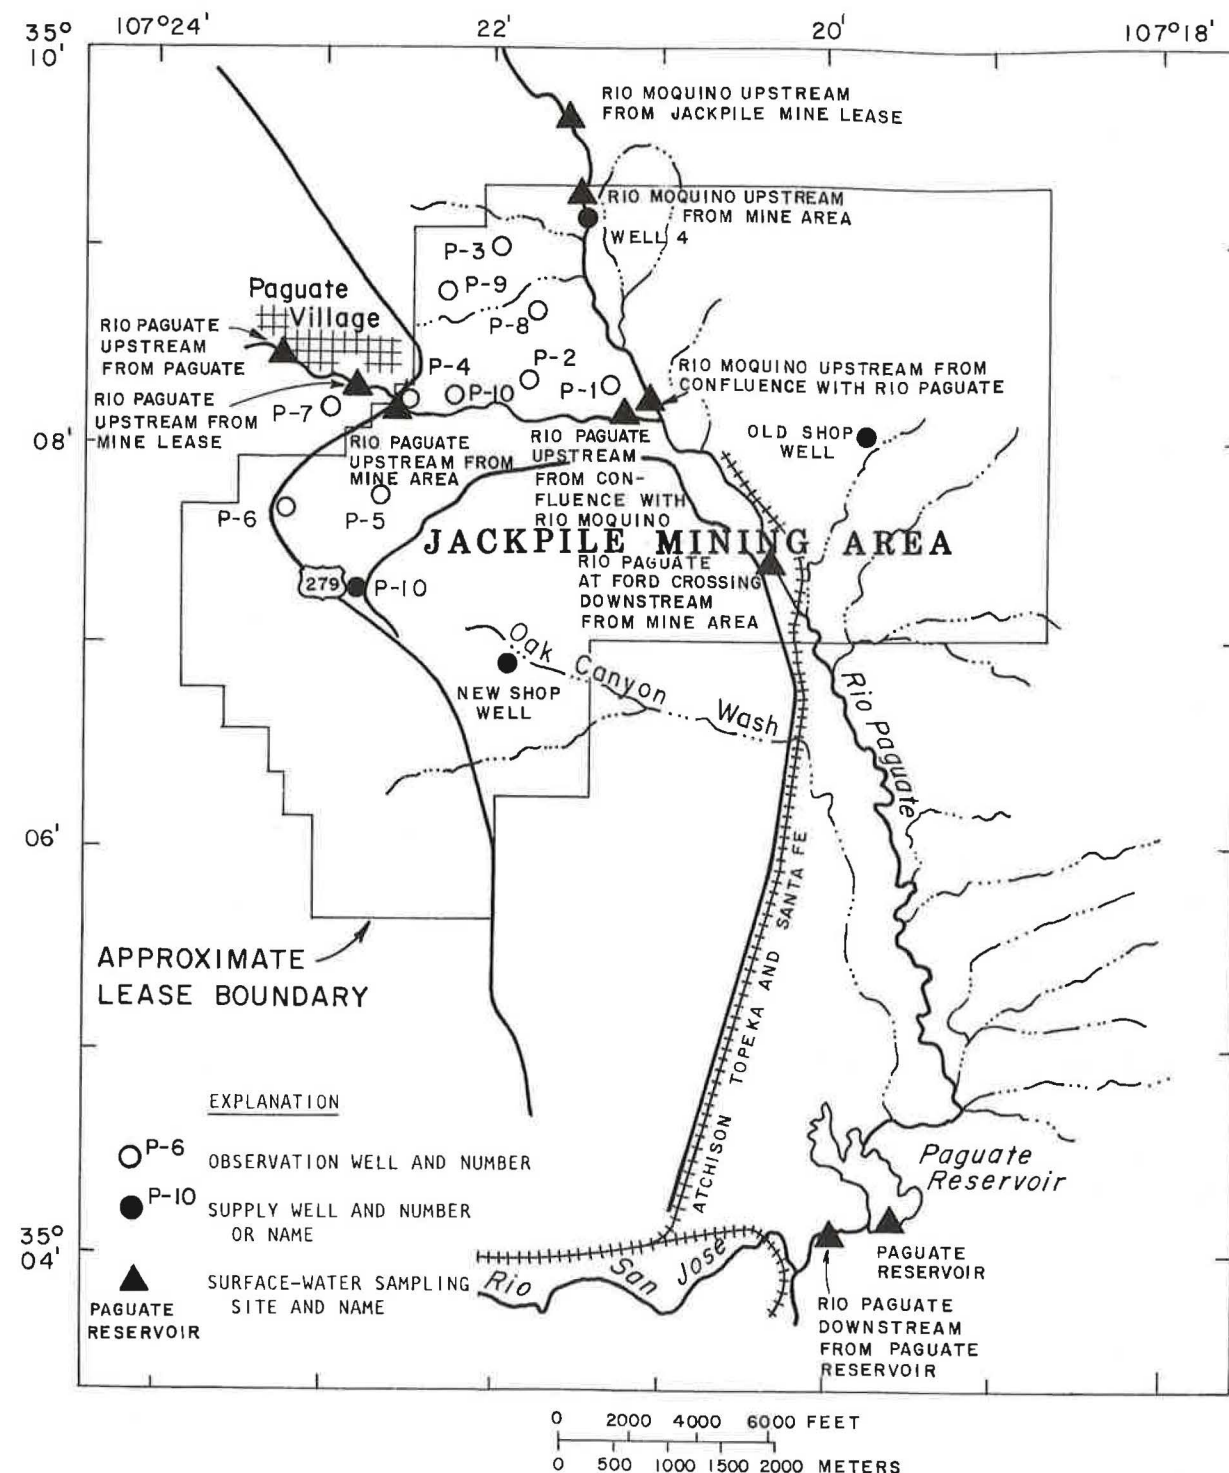 107°24'
22'
20'
107°18'
35°
10'
RIO MOQUINO UPSTREAM
FROM JACKPILE MINE LEASE
RIO MOQUINO UPSTREAM
FROM MINE AREA
WELL 4
P-3
P-9
P-8
Paguate
Village
RIO PAGUATE
UPSTREAM
FROM PAGUATE
P-4
P-2
P-10
P-1
RIO MOQUINO UPSTREAM FROM
CONFLUENCE WITH RIO PAGUATE
RIO PAGUATE
UPSTREAM FROM
MINE LEASE
P-7
08'
RIO PAGUATE
UPSTREAM FROM
MINE AREA
RIO PAGUATE
UPSTREAM
FROM CON-
FLUENCE WITH
RIO MOQUINO
OLD SHOP
WELL
P-6
P-5
JACKPILE MINING AREA
279
P-10
RIO PAGUATE
AT FORD CROSSING
DOWNSTREAM
FROM MINE AREA
Oak Canyon Wash
NEW SHOP
WELL
Rio Paguate
06'
ATCHISON TOPEKA AND SANTA FE
APPROXIMATE
LEASE BOUNDARY
EXPLANATION
P-6 OBSERVATION WELL AND NUMBER
P-10 SUPPLY WELL AND NUMBER
OR NAME
SURFACE-WATER SAMPLING
SITE AND NAME
PAGUATE
RESERVOIR
Paguate
Reservoir
35°
04'
Rio San Jose
PAGUATE
RESERVOIR
RIO PAGUATE
DOWNSTREAM
FROM PAGUATE
RESERVOIR
0 2000 4000 6000 FEET
0 500 1000 1500 2000 METERS